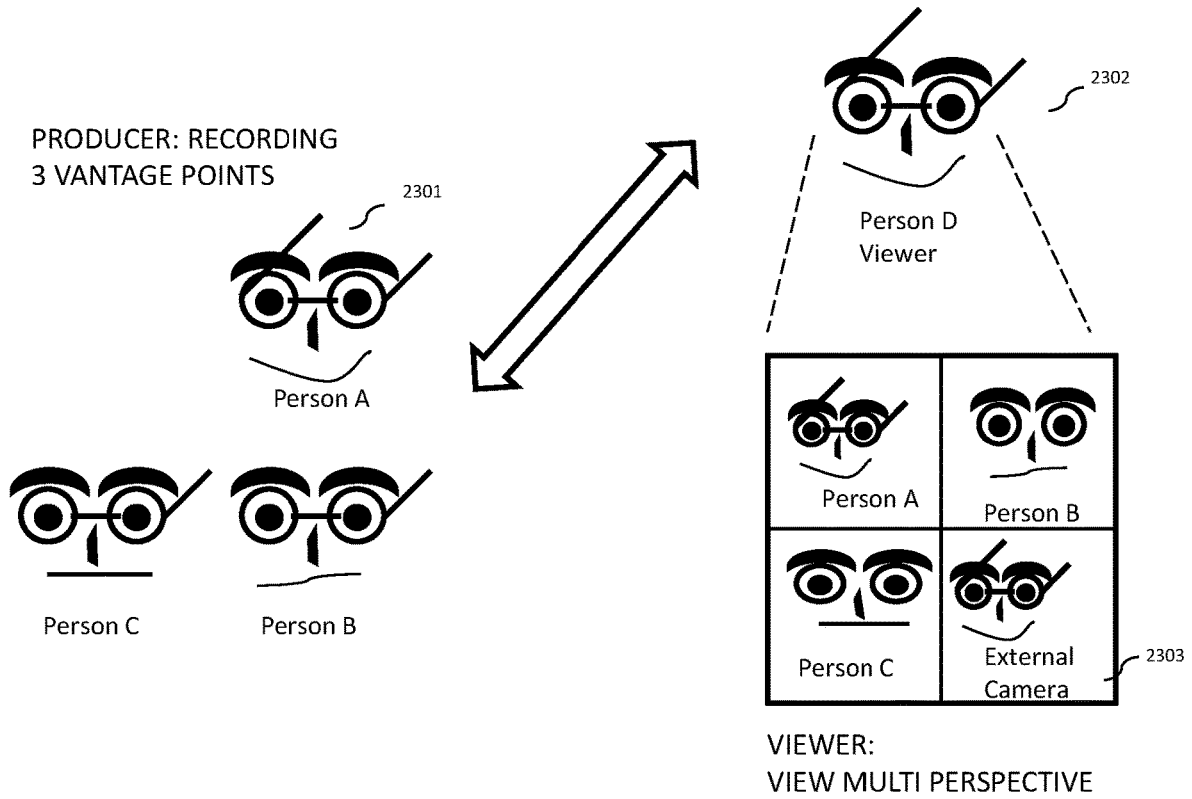 PRODUCER: RECORDING
3 VANTAGE POINTS
2301
Person A
Person C
Person B
2302
Person D
Viewer
Person A
Person B
Person C
External
Camera
2303
VIEWER:
VIEW MULTI PERSPECTIVE